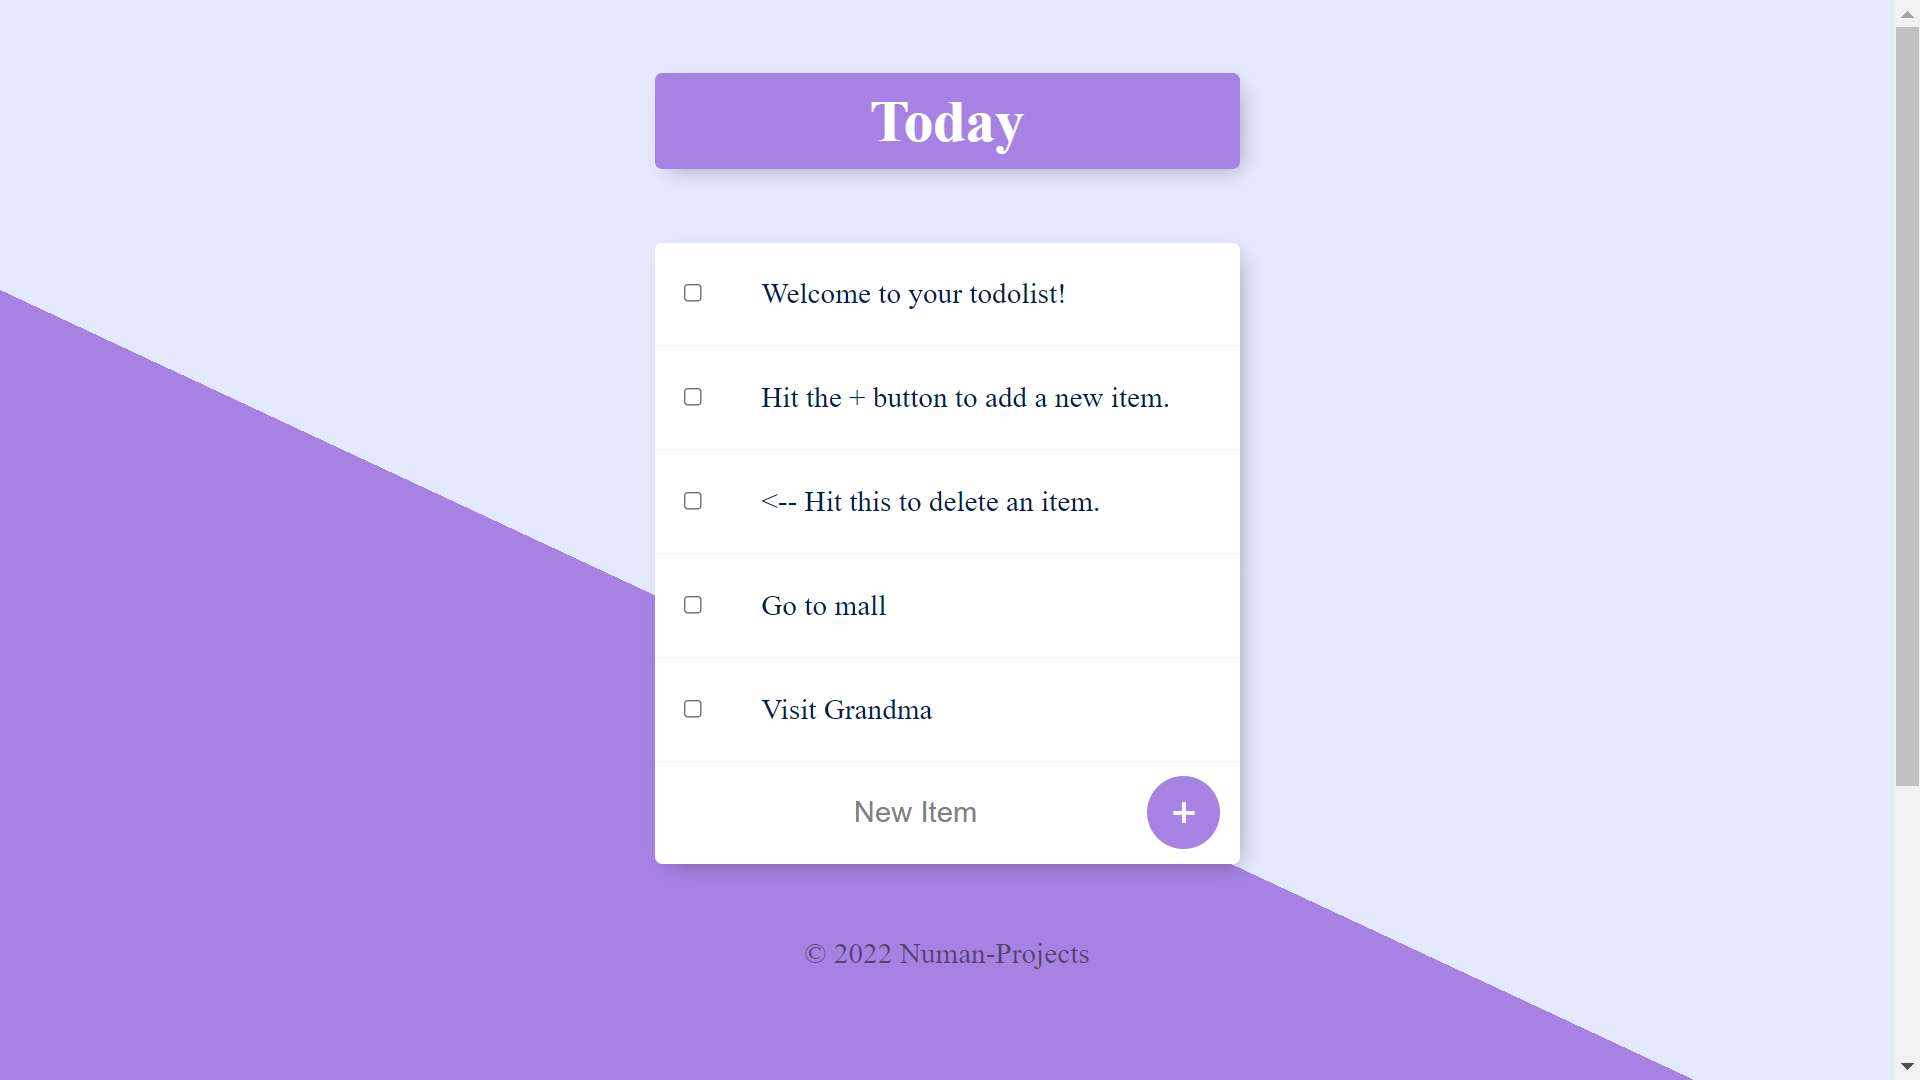 Today
Welcome to your todolist!
Hit the + button to add a new item.
<-- Hit this to delete an item.
Go to mall
Visit Grandma
New Item +
© 2022 Numan-Projects